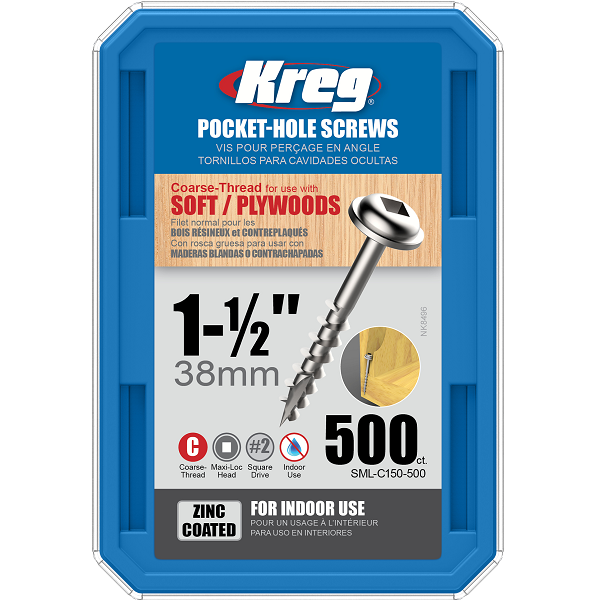 Kreg®
POCKET-HOLE SCREWS
VIS POUR PERÇAGE EN ANGLE
TORNILLOS PARA CAVIDADES OCULTAS
Coarse-Thread for use with
SOFT / PLYWOODS
Filet normal pour les
BOIS RÉSINEUX et CONTREPLAQUÉS
Con rosca gruesa para usar con
MADERAS BLANDAS O CONTRACHAPADAS
1-½"
38mm
NK8496
C
#2
Coarse-Thread
Maxi-Loc Head
Square Drive
Indoor Use
500 ct.
SML-C150-500
ZINC COATED
FOR INDOOR USE
POUR UN USAGE À L'INTÉRIEUR
PARA USO EN INTERIORES